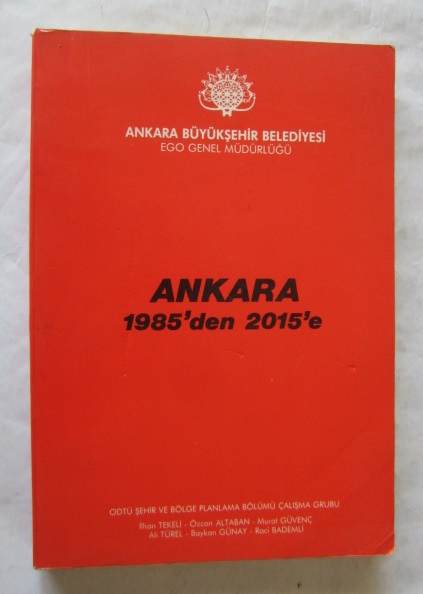 ANKARA BÜYÜKŞEHİR BELEDİYESİ
EGO GENEL MÜDÜRLÜĞÜ
ANKARA
1985'den 2015'e
ODTÜ ŞEHİR VE BÖLGE PLANLAMA BÖLÜMÜ ÇALIŞMA GRUBU
İlhan TEKELİ - Özcan ALTABAN - Murat GÜVENÇ
Ali TÜREL - Baykan GÜNAY - Raci BADEMLİ